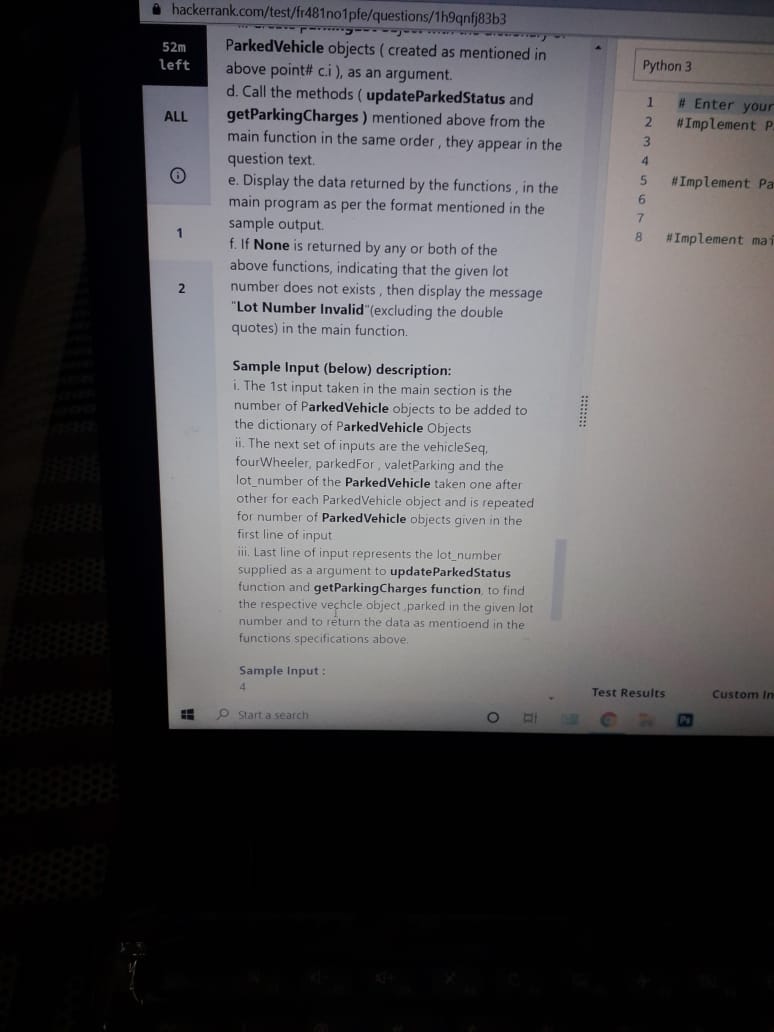 hackerrank.com/test/fr481no1pfe/questions/1h9qnfj83b3
52m
left
ALL
1
2
ParkedVehicle objects ( created as mentioned in
above point# c.i ), as an argument.
d. Call the methods ( updateParkedStatus and
getParkingCharges ) mentioned above from the
main function in the same order , they appear in the
question text.
e. Display the data returned by the functions , in the
main program as per the format mentioned in the
sample output.
f. If None is returned by any or both of the
above functions, indicating that the given lot
number does not exists , then display the message
"Lot Number Invalid"(excluding the double
quotes) in the main function.
Sample Input (below) description:
i. The 1st input taken in the main section is the
number of ParkedVehicle objects to be added to
the dictionary of ParkedVehicle Objects
ii. The next set of inputs are the vehicleSeq,
fourWheeler, parkedFor , valetParking and the
lot_number of the ParkedVehicle taken one after
other for each ParkedVehicle object and is repeated
for number of ParkedVehicle objects given in the
first line of input
iii. Last line of input represents the lot_number
supplied as a argument to updateParkedStatus
function and getParkingCharges function, to find
the respective vechcle object ,parked in the given lot
number and to return the data as mentioend in the
functions specifications above.
Sample Input :
4
Python 3
1 # Enter your
2 #Implement P
3
4
5 #Implement Pa
6
7
8 #Implement mai
Test Results Custom In
Start a search